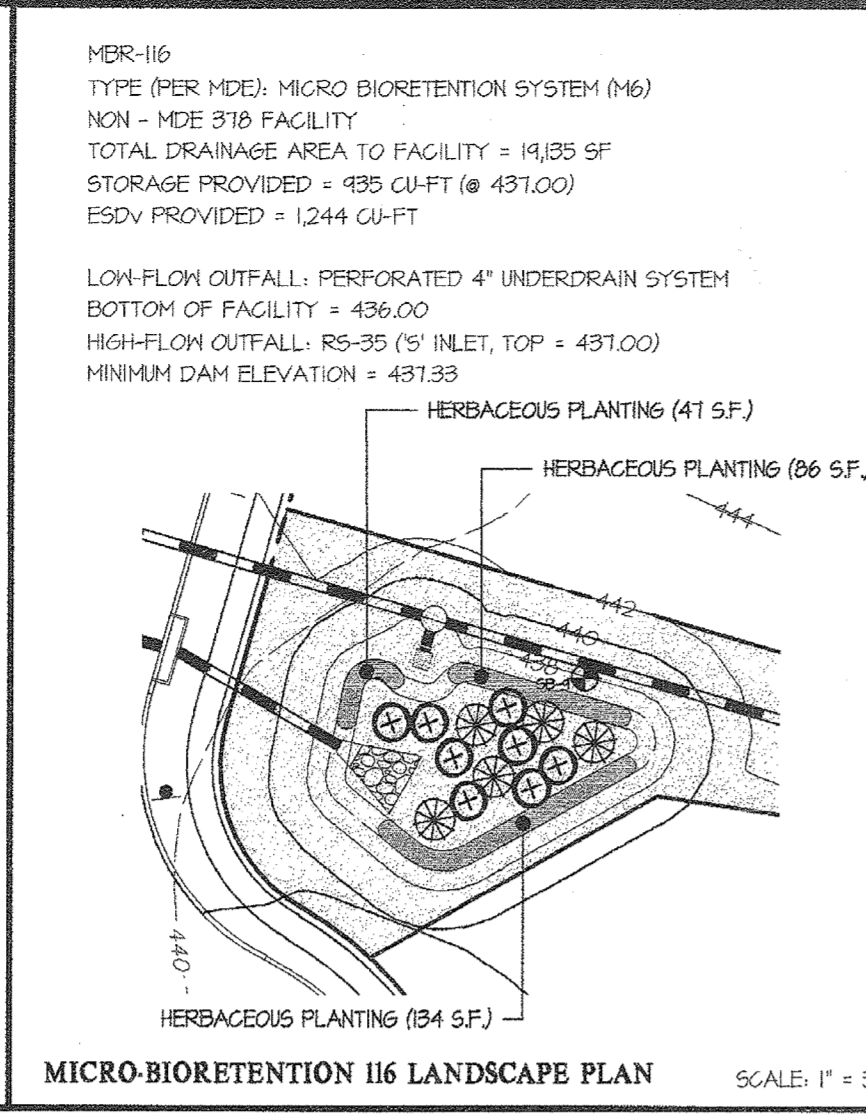 MBR-116
TYPE (PER MDE): MICRO BIORETENTION SYSTEM (M6)
NON - MDE 378 FACILITY
TOTAL DRAINAGE AREA TO FACILITY = 19,135 SF
STORAGE PROVIDED = 935 CU-FT (@ 437.00)
ESDv PROVIDED = 1,244 CU-FT
LOW-FLOW OUTFALL: PERFORATED 4" UNDERDRAIN SYSTEM
BOTTOM OF FACILITY = 436.00
HIGH-FLOW OUTFALL: RS-35 ('S' INLET, TOP = 437.00)
MINIMUM DAM ELEVATION = 437.33
HERBACEOUS PLANTING (47 S.F.)
HERBACEOUS PLANTING (86 S.F.
444
442
440
438
440
HERBACEOUS PLANTING (134 S.F.)
MICRO-BIORETENTION 116 LANDSCAPE PLAN
SCALE: 1" =